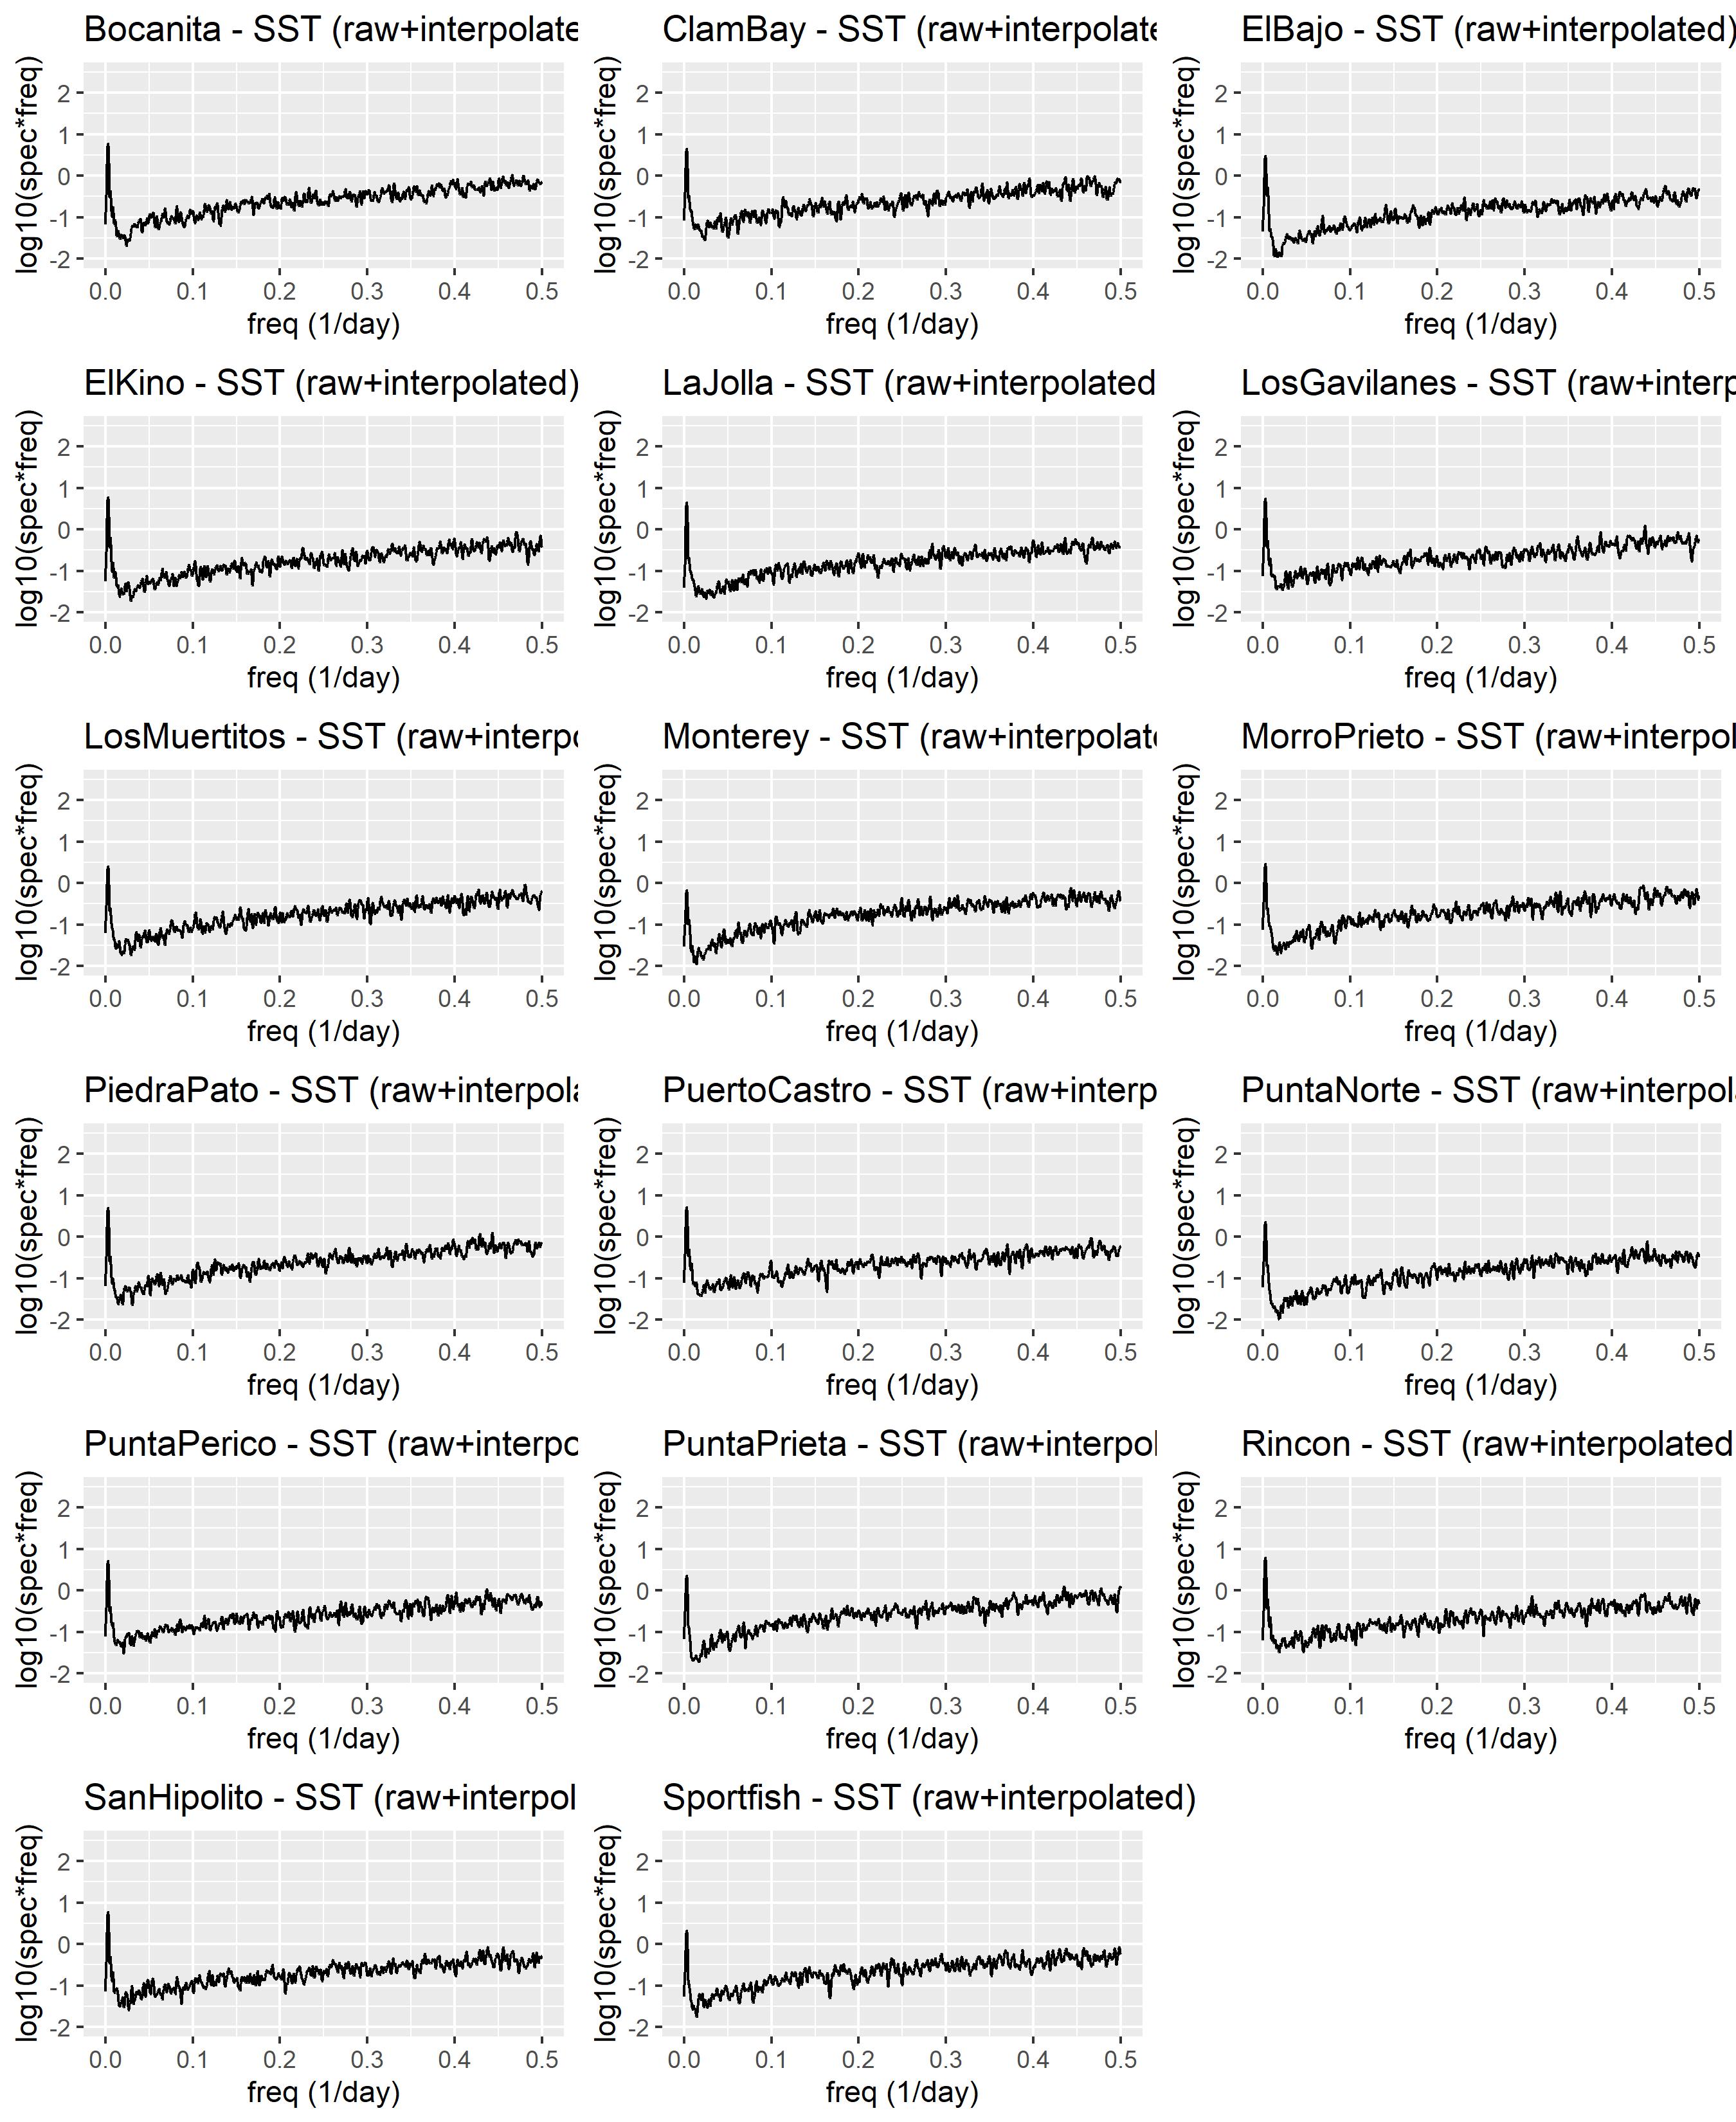 Bocanita - SST (raw+interpolate
ClamBay - SST (raw+interpolate
ElBajo - SST (raw+interpolated)
log10(spec*freq)
2
1
0
-1
-2
0.0 0.1 0.2 0.3 0.4 0.5
freq (1/day)
log10(spec*freq)
2
1
0
-1
-2
0.0 0.1 0.2 0.3 0.4 0.5
freq (1/day)
log10(spec*freq)
2
1
0
-1
-2
0.0 0.1 0.2 0.3 0.4 0.5
freq (1/day)
ElKino - SST (raw+interpolated)
LaJolla - SST (raw+interpolated
LosGavilanes - SST (raw+interp
log10(spec*freq)
2
1
0
-1
-2
0.0 0.1 0.2 0.3 0.4 0.5
freq (1/day)
log10(spec*freq)
2
1
0
-1
-2
0.0 0.1 0.2 0.3 0.4 0.5
freq (1/day)
log10(spec*freq)
2
1
0
-1
-2
0.0 0.1 0.2 0.3 0.4 0.5
freq (1/day)
LosMuertitos - SST (raw+interpo
Monterey - SST (raw+interpolate
MorroPrieto - SST (raw+interpol
log10(spec*freq)
2
1
0
-1
-2
0.0 0.1 0.2 0.3 0.4 0.5
freq (1/day)
log10(spec*freq)
2
1
0
-1
-2
0.0 0.1 0.2 0.3 0.4 0.5
freq (1/day)
log10(spec*freq)
2
1
0
-1
-2
0.0 0.1 0.2 0.3 0.4 0.5
freq (1/day)
PiedraPato - SST (raw+interpola
PuertoCastro - SST (raw+interp
PuntaNorte - SST (raw+interpola
log10(spec*freq)
2
1
0
-1
-2
0.0 0.1 0.2 0.3 0.4 0.5
freq (1/day)
log10(spec*freq)
2
1
0
-1
-2
0.0 0.1 0.2 0.3 0.4 0.5
freq (1/day)
log10(spec*freq)
2
1
0
-1
-2
0.0 0.1 0.2 0.3 0.4 0.5
freq (1/day)
PuntaPerico - SST (raw+interpo
PuntaPrieta - SST (raw+interpol
Rincon - SST (raw+interpolated
log10(spec*freq)
2
1
0
-1
-2
0.0 0.1 0.2 0.3 0.4 0.5
freq (1/day)
log10(spec*freq)
2
1
0
-1
-2
0.0 0.1 0.2 0.3 0.4 0.5
freq (1/day)
log10(spec*freq)
2
1
0
-1
-2
0.0 0.1 0.2 0.3 0.4 0.5
freq (1/day)
SanHipolito - SST (raw+interpol
Sportfish - SST (raw+interpolated)
log10(spec*freq)
2
1
0
-1
-2
0.0 0.1 0.2 0.3 0.4 0.5
freq (1/day)
log10(spec*freq)
2
1
0
-1
-2
0.0 0.1 0.2 0.3 0.4 0.5
freq (1/day)